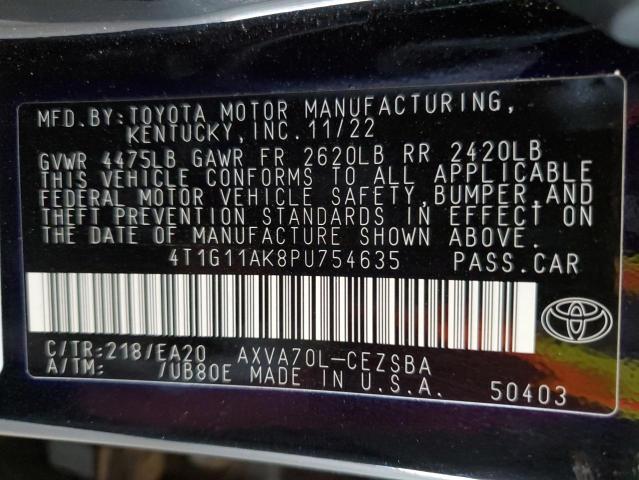 MFD.BY:TOYOTA MOTOR MANUFACTURING,
KENTUCKY,INC.11/22
GVWR 4475LB GAWR FR 2620LB RR 2420LB
THIS VEHICLE CONFORMS TO ALL APPLICABLE
FEDERAL MOTOR VEHICLE SAFETY,BUMPER,AND
THEFT PREVENTION STANDARDS IN EFFECT ON
THE DATE OF MANUFACTURE SHOWN ABOVE.
4T1G11AK8PU754635 PASS.CAR
C/TR:218/EA20 AXVA70L-CEZSBA
A/TM: /UB80E MADE IN U.S.A. 50403